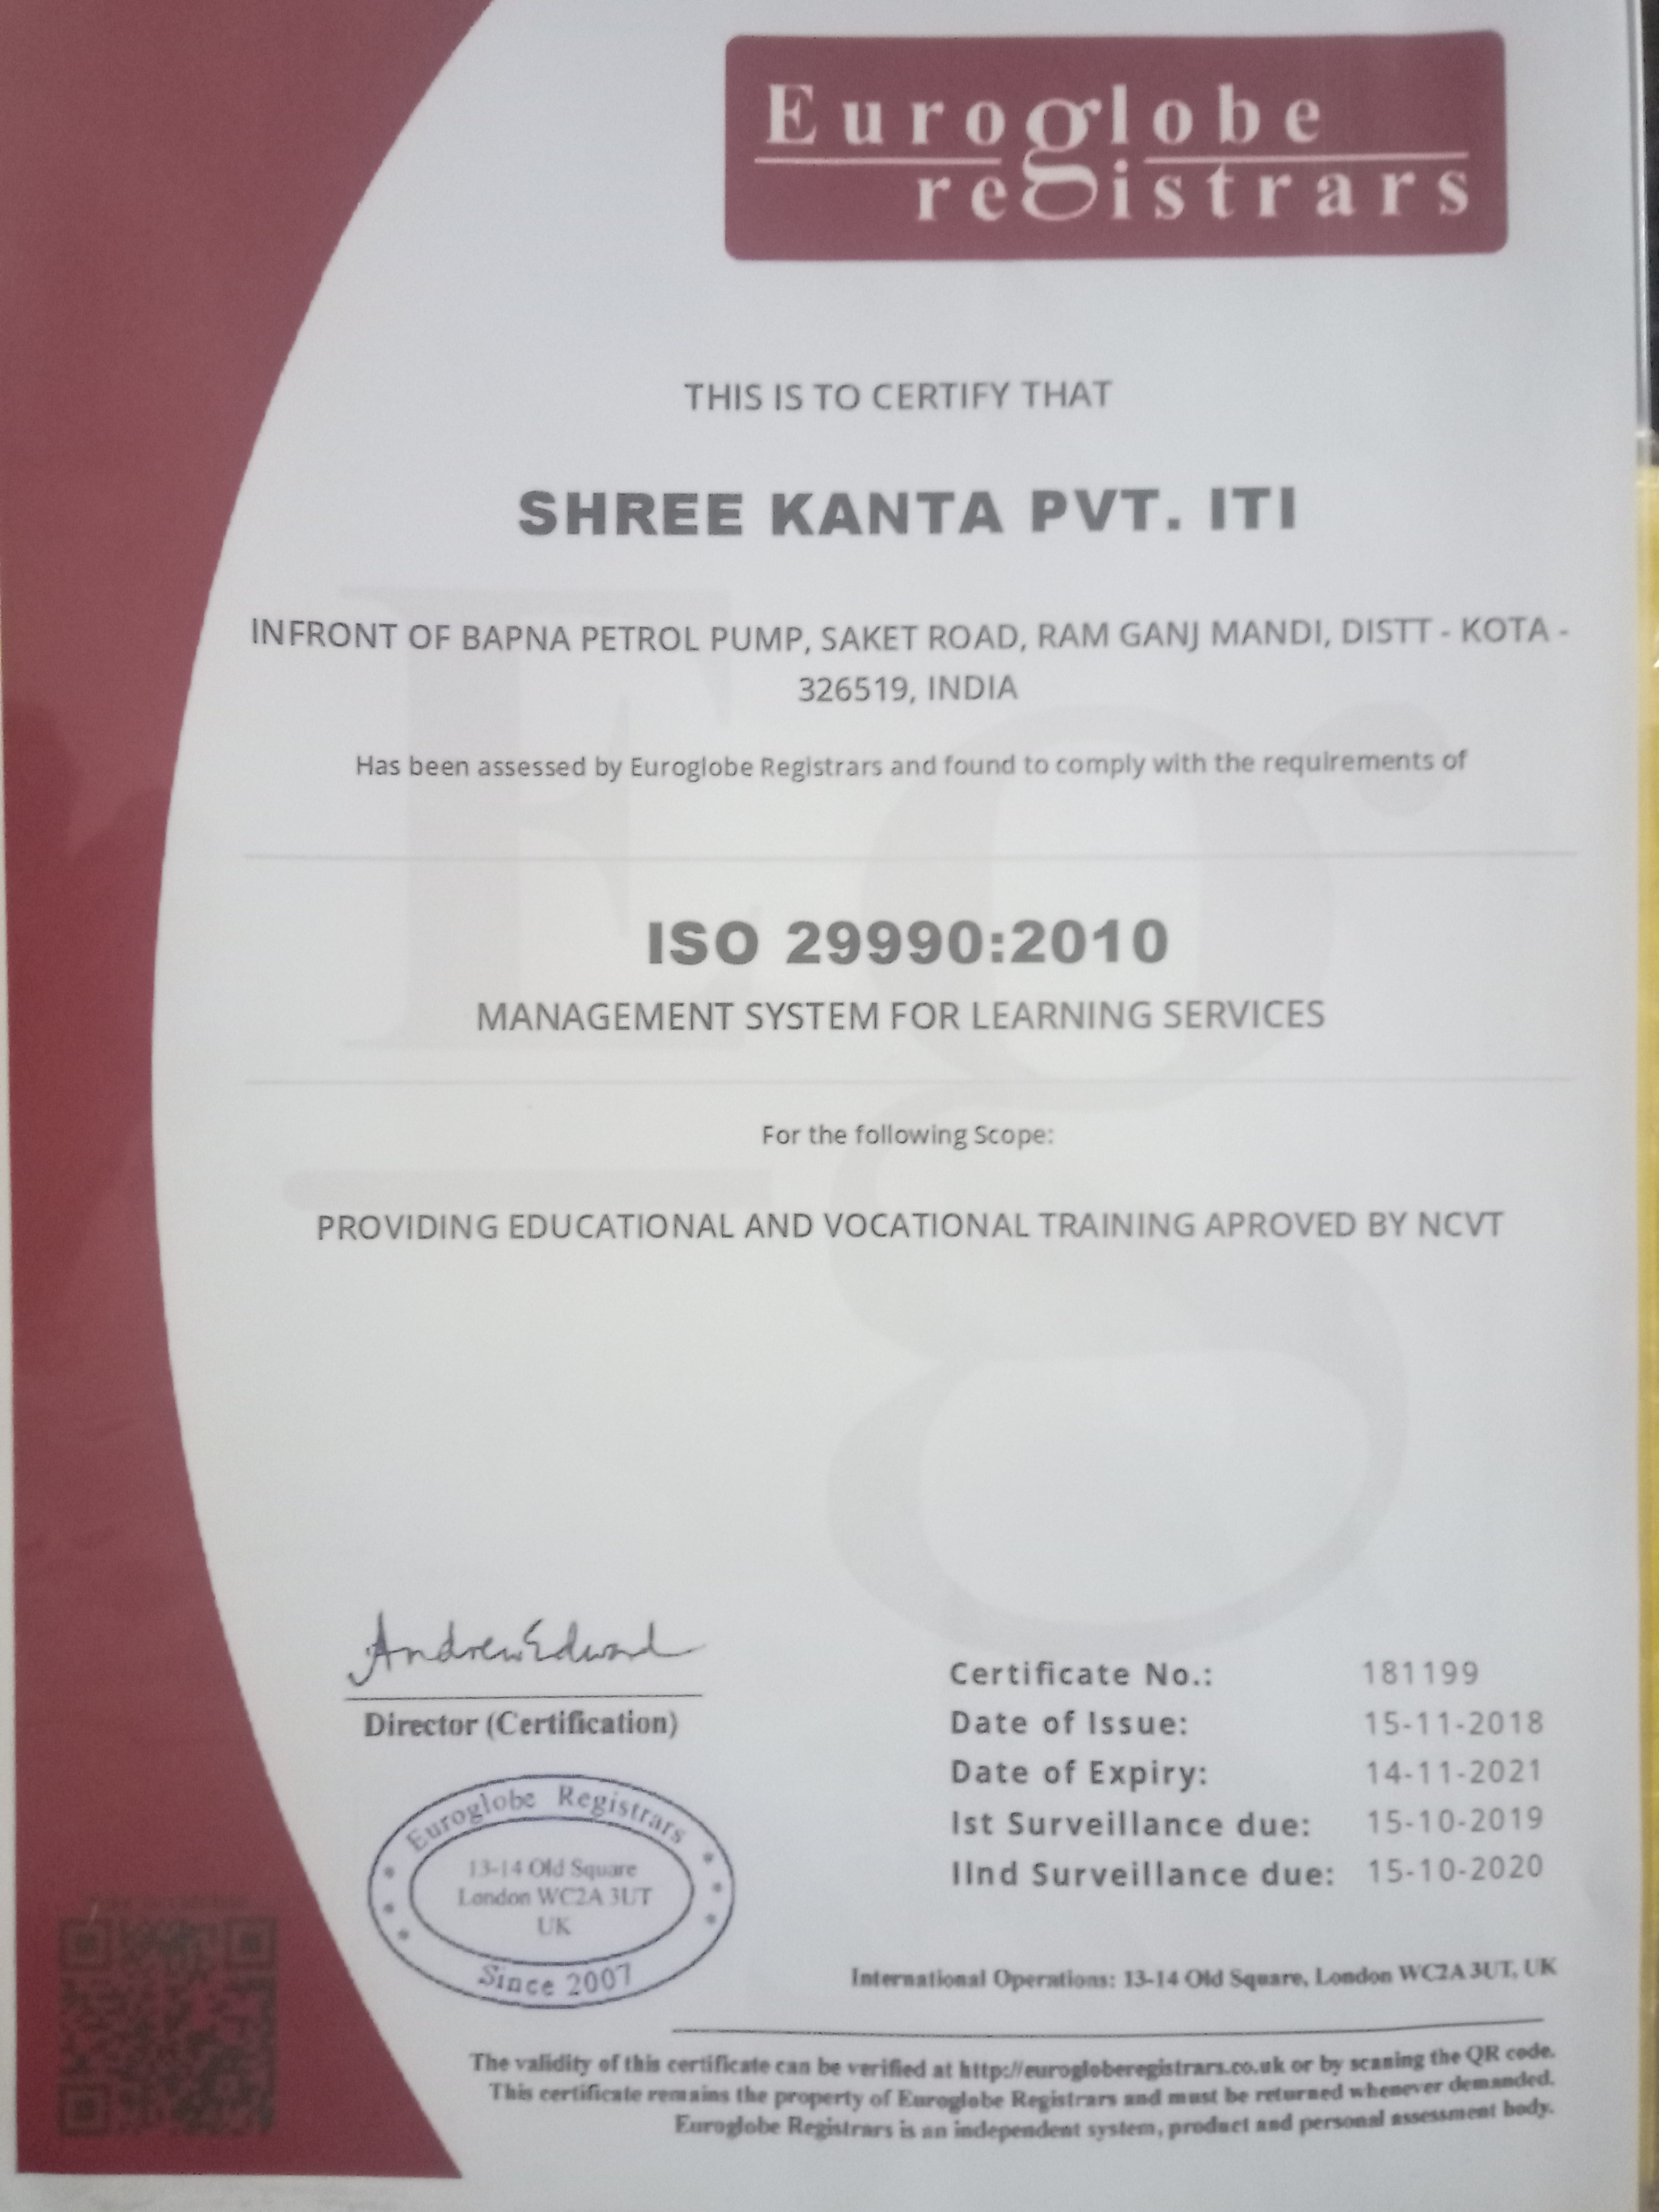 Euroglobe
registrars
THIS IS TO CERTIFY THAT
SHREE KANTA PVT. ITI
INFRONT OF BAPNA PETROL PUMP, SAKET ROAD, RAM GANJ MANDI, DISTT - KOTA -
326519, INDIA
Has been assessed by Euroglobe Registrars and found to comply with the requirements of
ISO 29990:2010
MANAGEMENT SYSTEM FOR LEARNING SERVICES
For the following Scope:
PROVIDING EDUCATIONAL AND VOCATIONAL TRAINING APROVED BY NCVT
Andrew Edward
Director (Certification)
Certificate No.: 181199
Date of Issue: 15-11-2018
Date of Expiry: 14-11-2021
Ist Surveillance due: 15-10-2019
IInd Surveillance due: 15-10-2020
Euroglobe Registrars
13-14 Old Square
London WC2A 3UT
UK
Since 2007
International Operations: 13-14 Old Square, London WC2A 3UT, UK
The validity of this certificate can be verified at http://eurogloberegistrars.co.uk or by scaning the QR code.
This certificate remains the property of Euroglobe Registrars and must be returned whenever demanded.
Euroglobe Registrars is an independent system, product and personal assessment body.